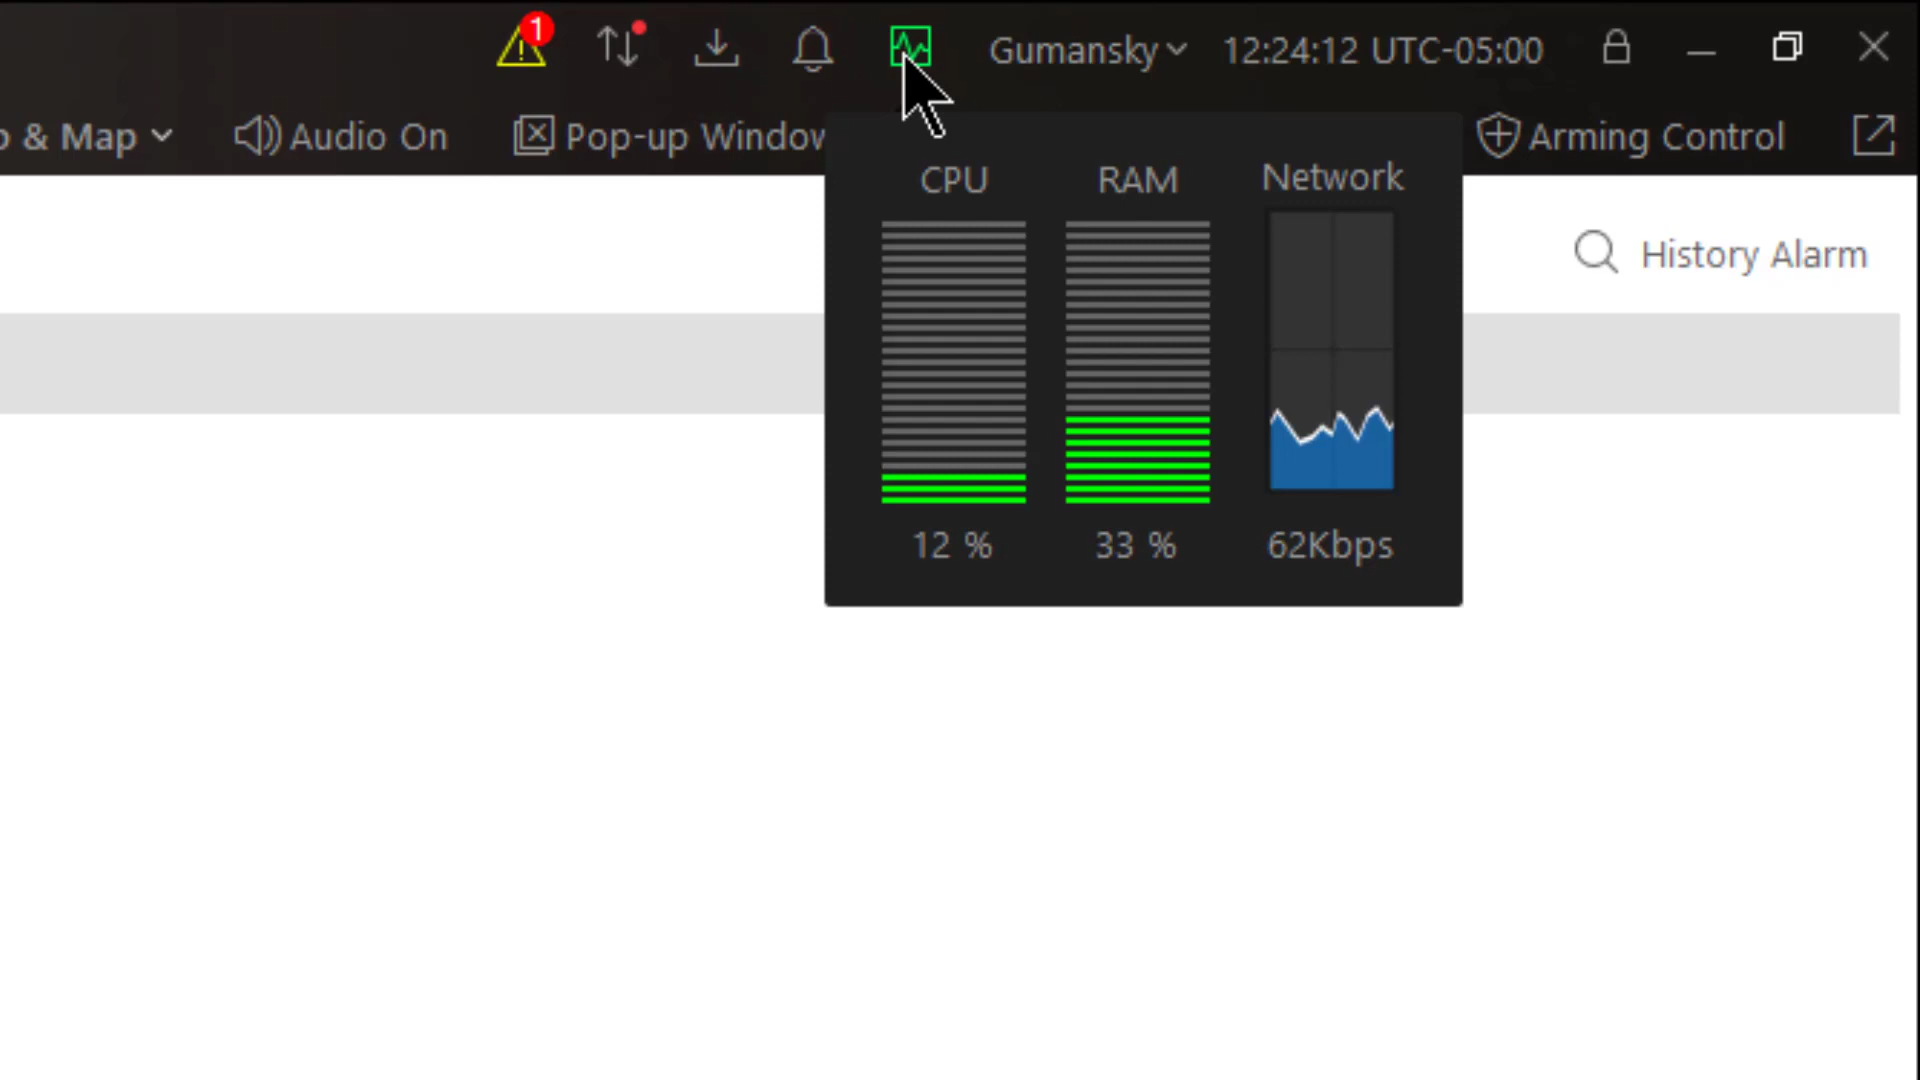 1
Gumansky 12:24:12 UTC-05:00
& Map Audio On Pop-up Window Arming Control
CPU RAM Network
History Alarm
12 % 33 % 62Kbps